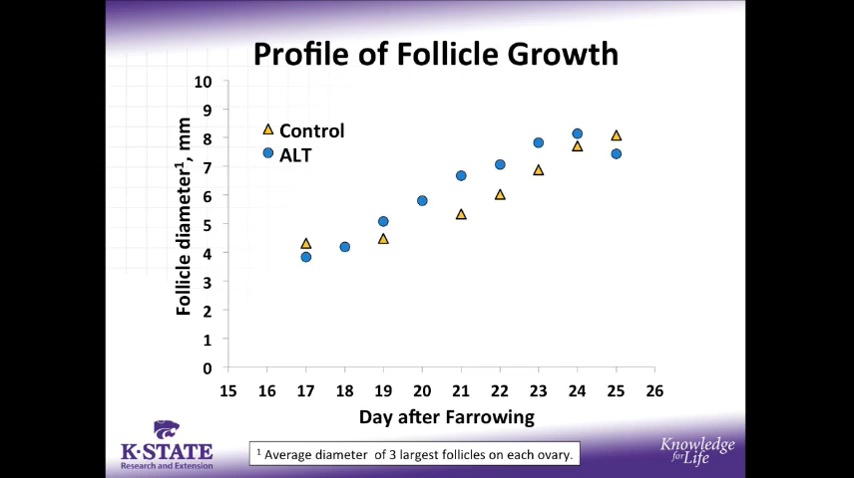 Profile of Follicle Growth
Follicle diameter¹, mm
10
9
8
7
6
5
4
3
2
1
0
Control
ALT
15 16 17 18 19 20 21 22 23 24 25 26
Day after Farrowing
K-STATE
Research and Extension
¹ Average diameter of 3 largest follicles on each ovary.
Knowledge
for Life